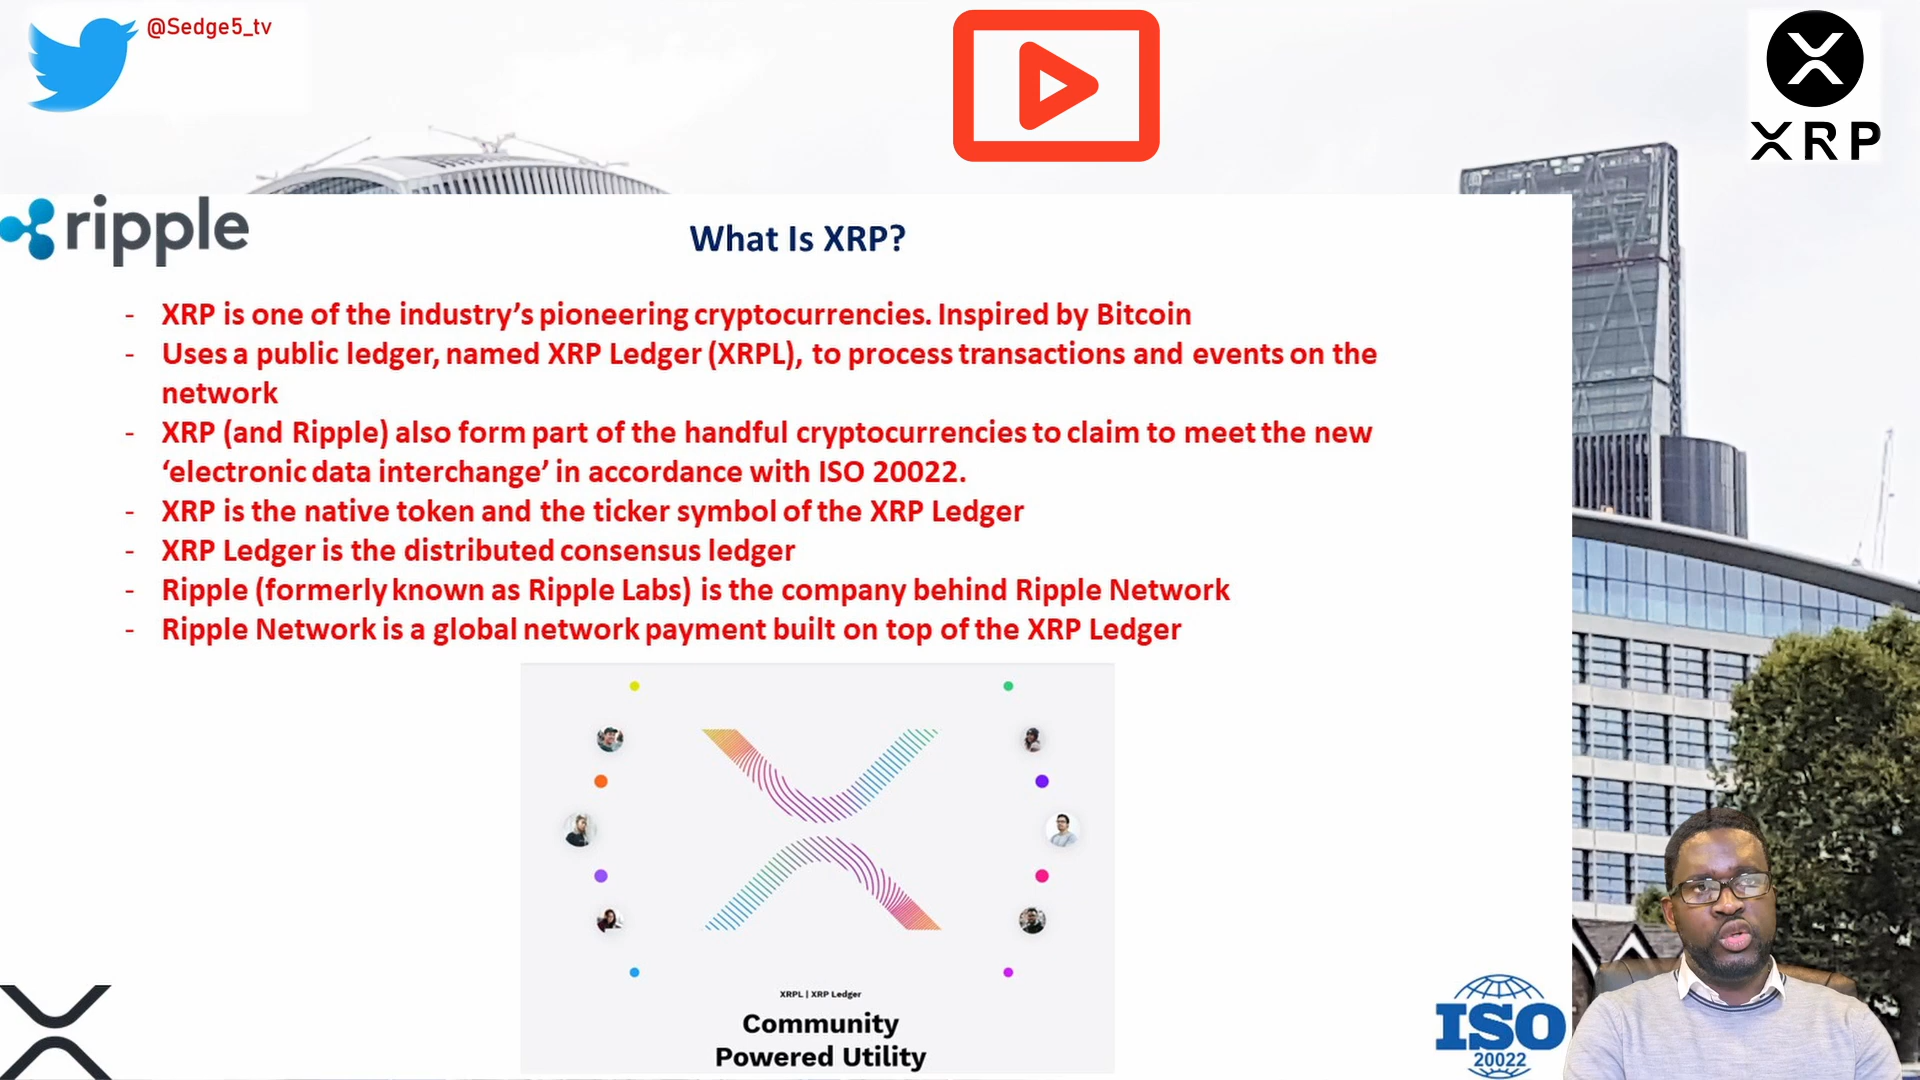 @Sedge5_tv
XRP
ripple
What Is XRP?
- XRP is one of the industry’s pioneering cryptocurrencies. Inspired by Bitcoin
- Uses a public ledger, named XRP Ledger (XRPL), to process transactions and events on the
network
- XRP (and Ripple) also form part of the handful cryptocurrencies to claim to meet the new
‘electronic data interchange’ in accordance with ISO 20022.
- XRP is the native token and the ticker symbol of the XRP Ledger
- XRP Ledger is the distributed consensus ledger
- Ripple (formerly known as Ripple Labs) is the company behind Ripple Network
- Ripple Network is a global network payment built on top of the XRP Ledger
XRPL | XRP Ledger
Community
Powered Utility
ISO
20022